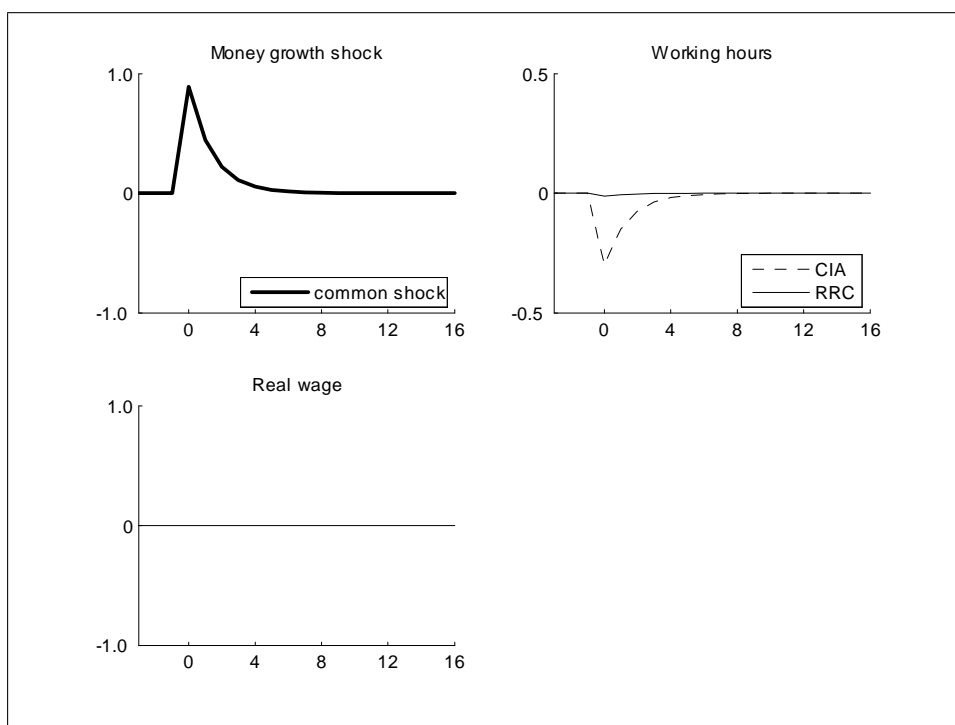 Money growth shock
1.0
0
-1.0
common shock
0 4 8 12 16
Working hours
0.5
0
-0.5
CIA
RRC
0 4 8 12 16
Real wage
1.0
0
-1.0
0 4 8 12 16